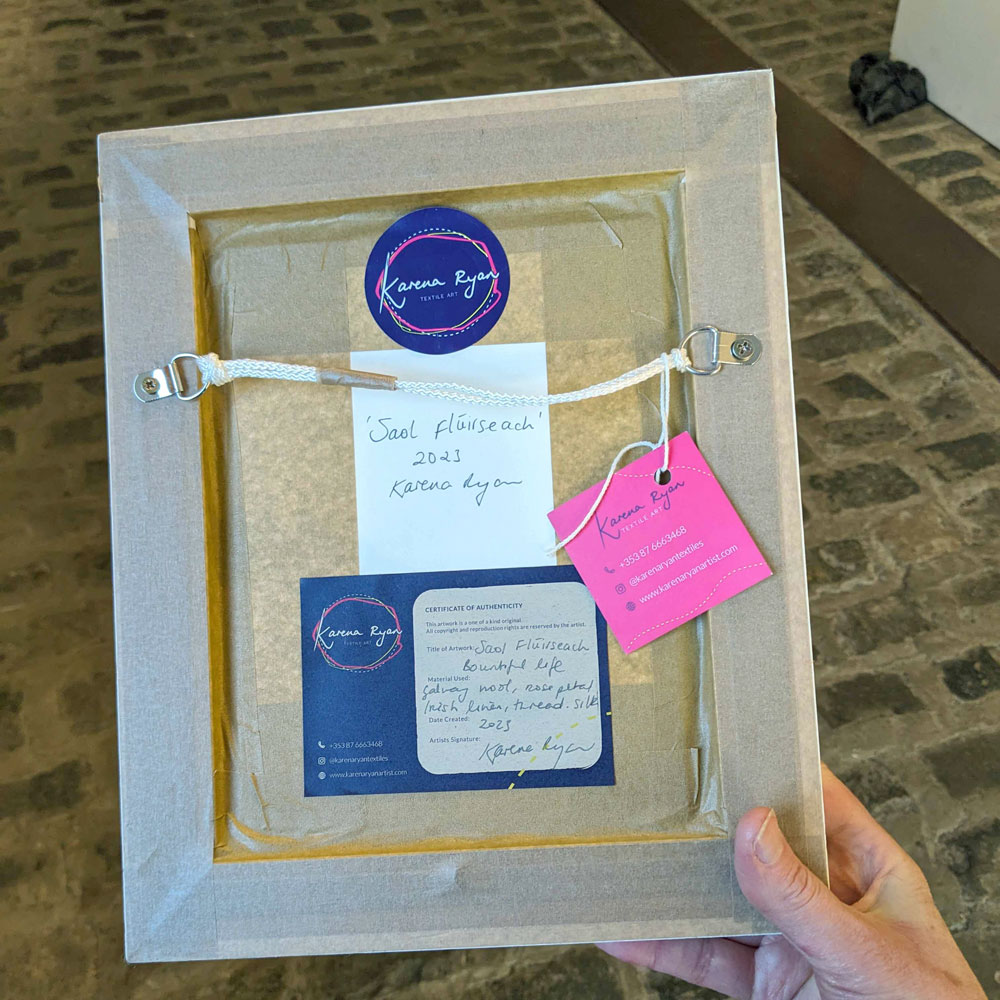 Karena Ryan
TEXTILE ART
'Saol Flúirseach'
2023
Karena Ryan
Karena Ryan
TEXTILE ART
+353 87 6663468
@karenaryantextiles
www.karenaryanartist.com
Karena Ryan
TEXTILE ART
+353 87 6663468
@karenaryantextiles
www.karenaryanartist.com
CERTIFICATE OF AUTHENTICITY
This artwork is a one of a kind original.
All copyright and reproduction rights are reserved by the artist.
Title of Artwork: Saol Flúirseach
Bountiful life
Material Used:
Galway wool, rose petal
Irish linen, thread. silk
Date Created: 2023
Artists Signature: Karena Ryan